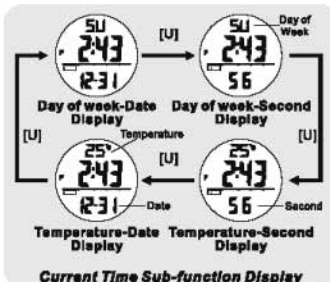 SU
P 2:43
12-31
Day of week-Date
Display
[U]
SU
P 2:43
56
Day of
Week
Day of week-Second
Display
[U]
[U]
25°
P 2:43
12-31
Temperature
Date
Temperature-Date
Display
[U]
25°
P 2:43
56
Second
Temperature-Second
Display
Current Time Sub-function Display